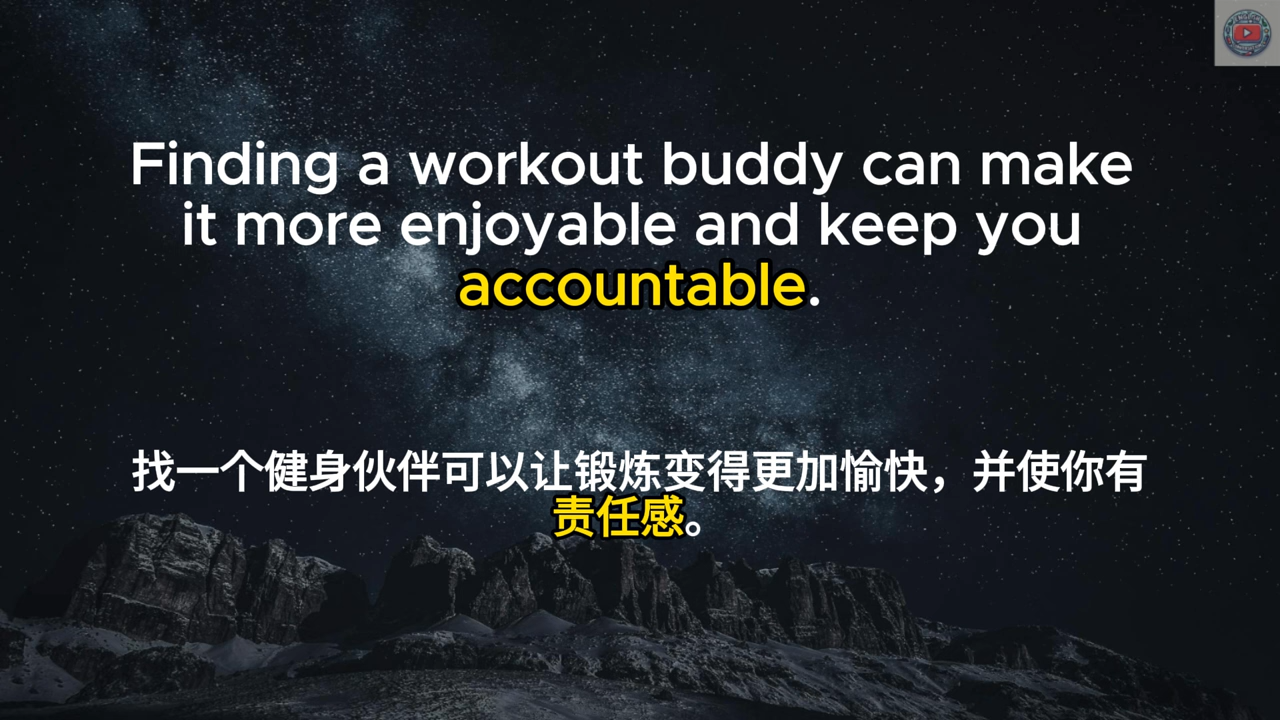 Finding a workout buddy can make
it more enjoyable and keep you
accountable.
找一个健身伙伴可以让锻炼变得更加愉快，并使你有
责任感。